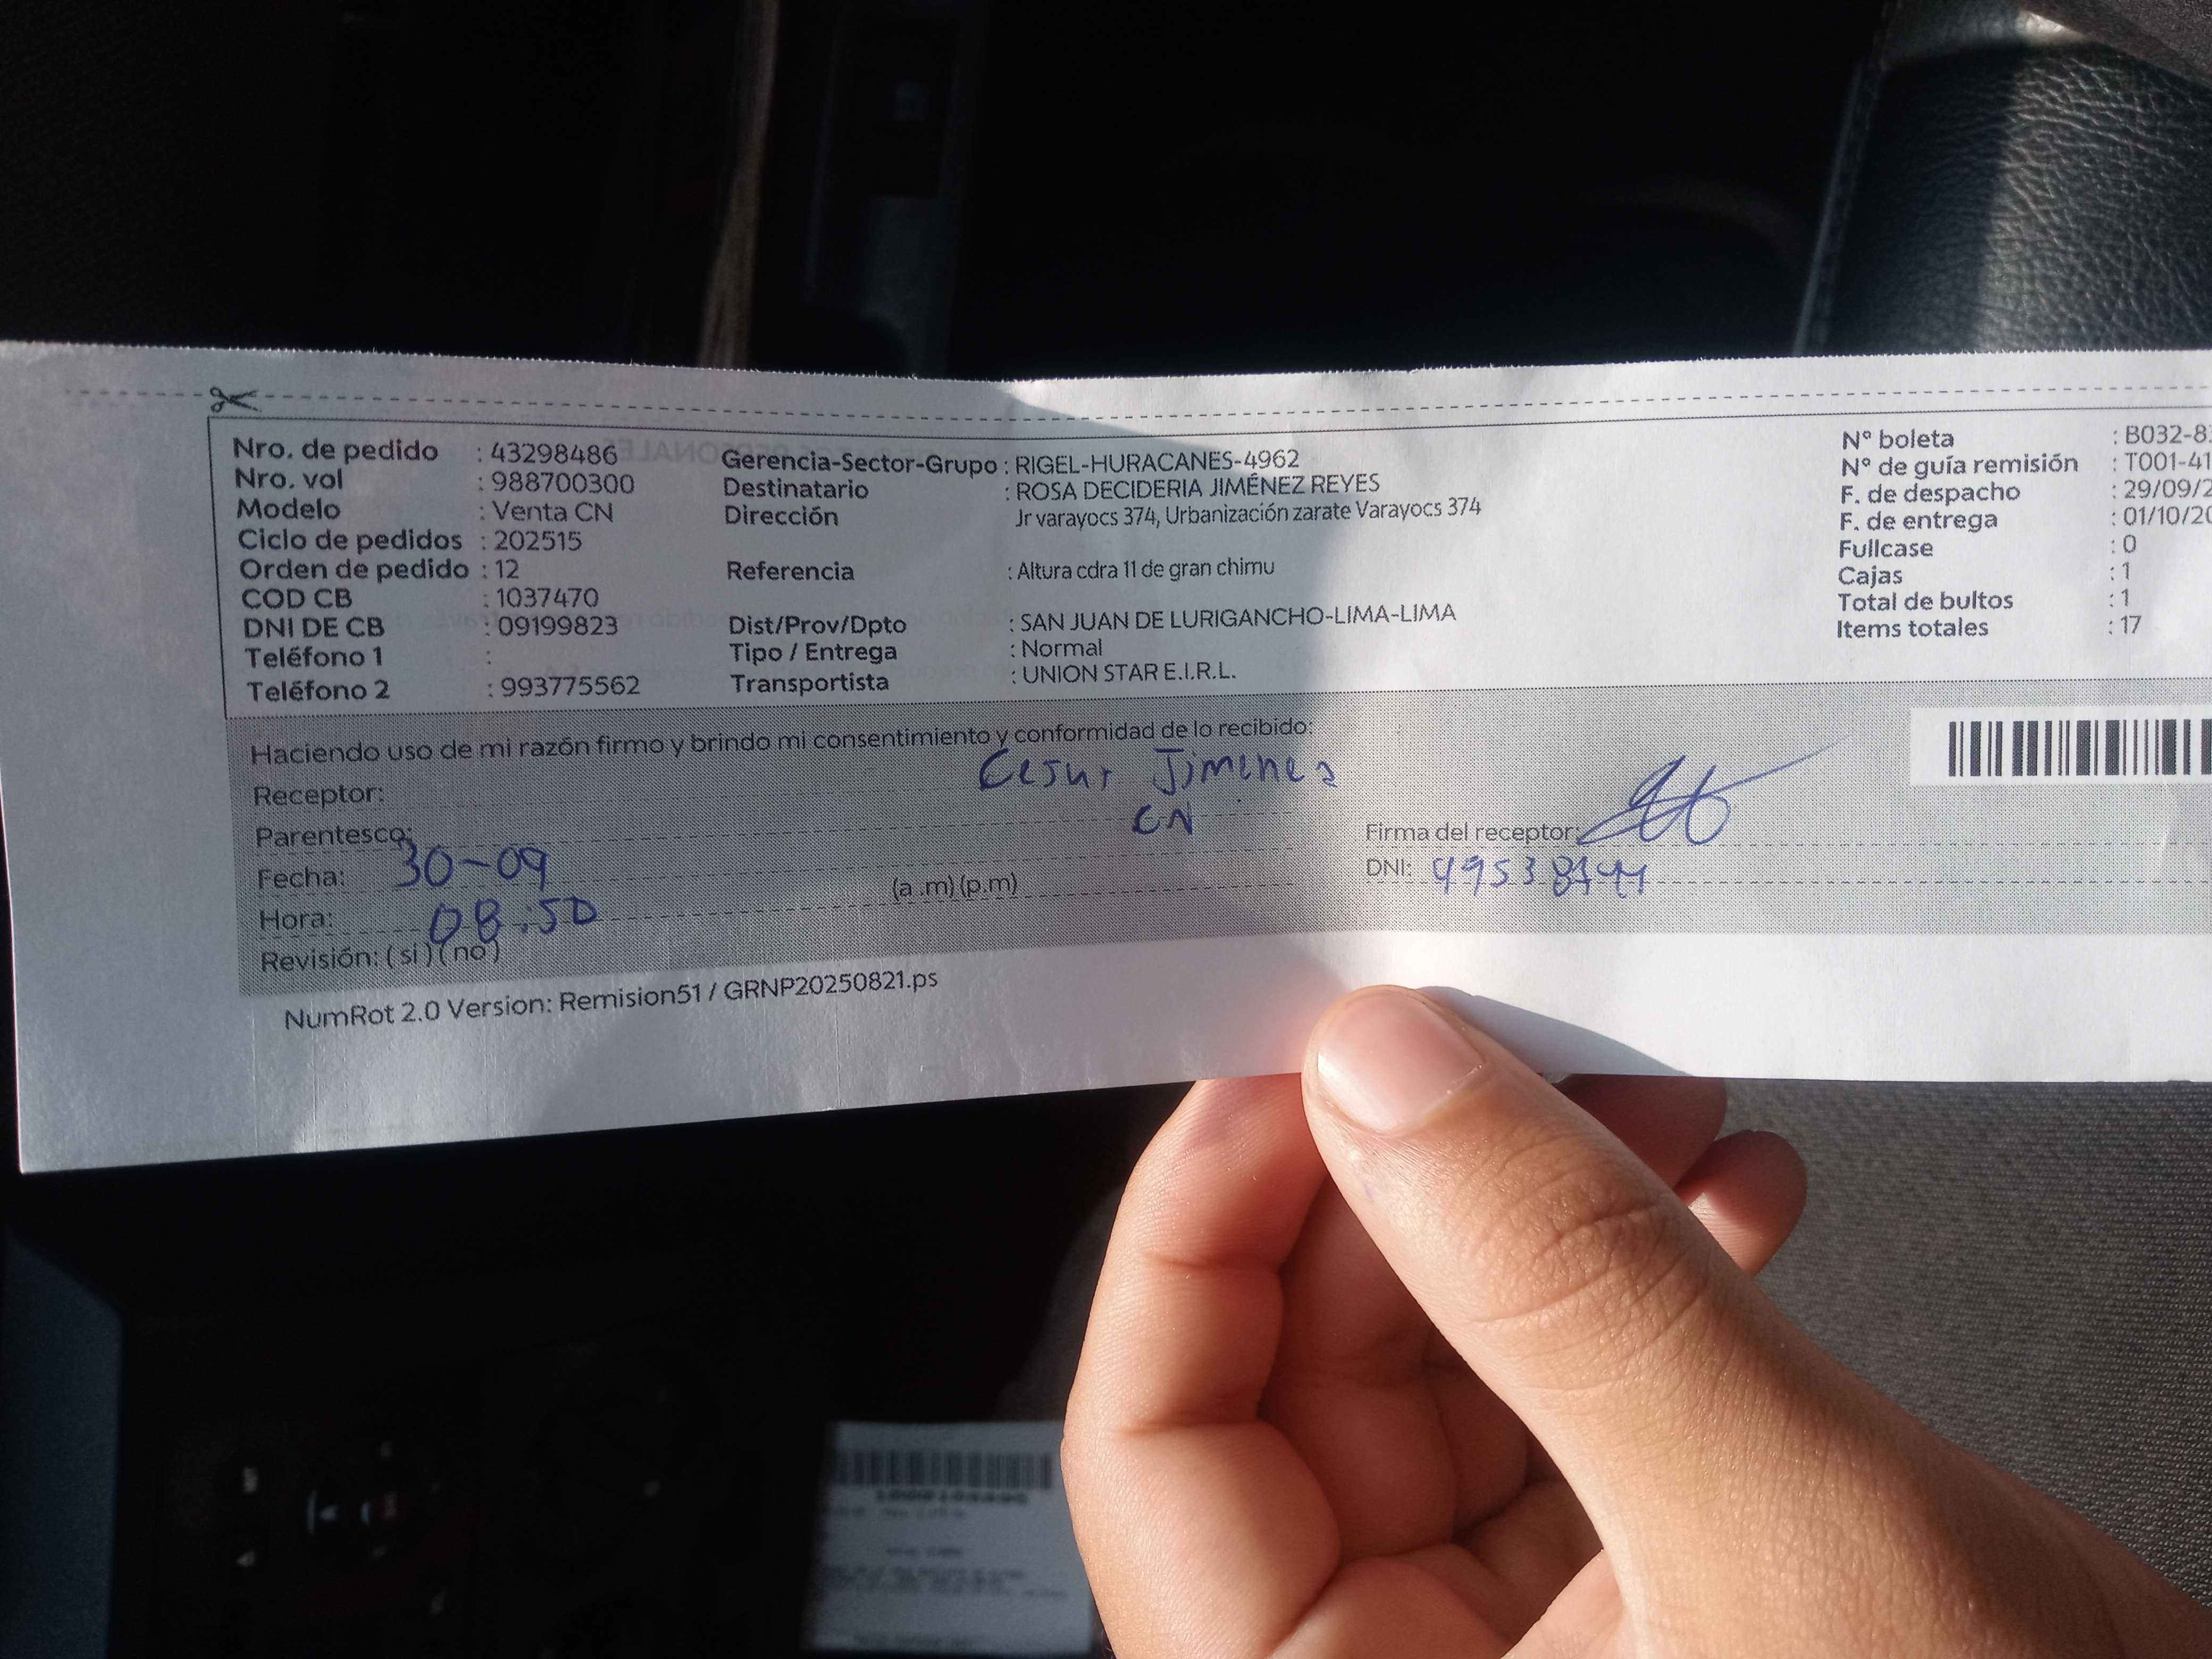 Nro. de pedido : 43298486
Nro. vol : 988700300
Modelo : Venta CN
Ciclo de pedidos : 202515
Orden de pedido : 12
COD CB : 1037470
DNI DE CB : 09199823
Teléfono 1 :
Teléfono 2 : 993775562
Gerencia-Sector-Grupo : RIGEL-HURACANES-4962
Destinatario : ROSA DECIDERIA JIMÉNEZ REYES
Dirección Jr varayocs 374, Urbanización zarate Varayocs 374
Referencia : Altura cdra 11 de gran chimu
Dist/Prov/Dpto : SAN JUAN DE LURIGANCHO-LIMA-LIMA
Tipo / Entrega : Normal
Transportista : UNION STAR E.I.R.L.
N° boleta : B032-8
N° de guía remisión : T001-41
F. de despacho : 29/09/2
F. de entrega : 01/10/20
Fullcase : 0
Cajas : 1
Total de bultos : 1
Items totales : 17
Haciendo uso de mi razón firmo y brindo mi consentimiento y conformidad de lo recibido:
Receptor: Cesar Jimenes
Parentesco: CN
Fecha: 30-09
Hora: 08:50 (a .m) (p.m)
Revisión: ( si ) ( no )
Firma del receptor:
DNI:
NumRot 2.0 Version: Remision51 / GRNP20250821.ps